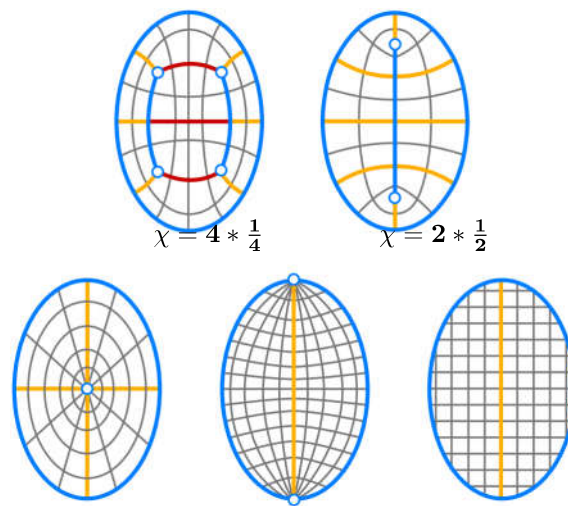 χ = 4 * 1/4
χ = 2 * 1/2